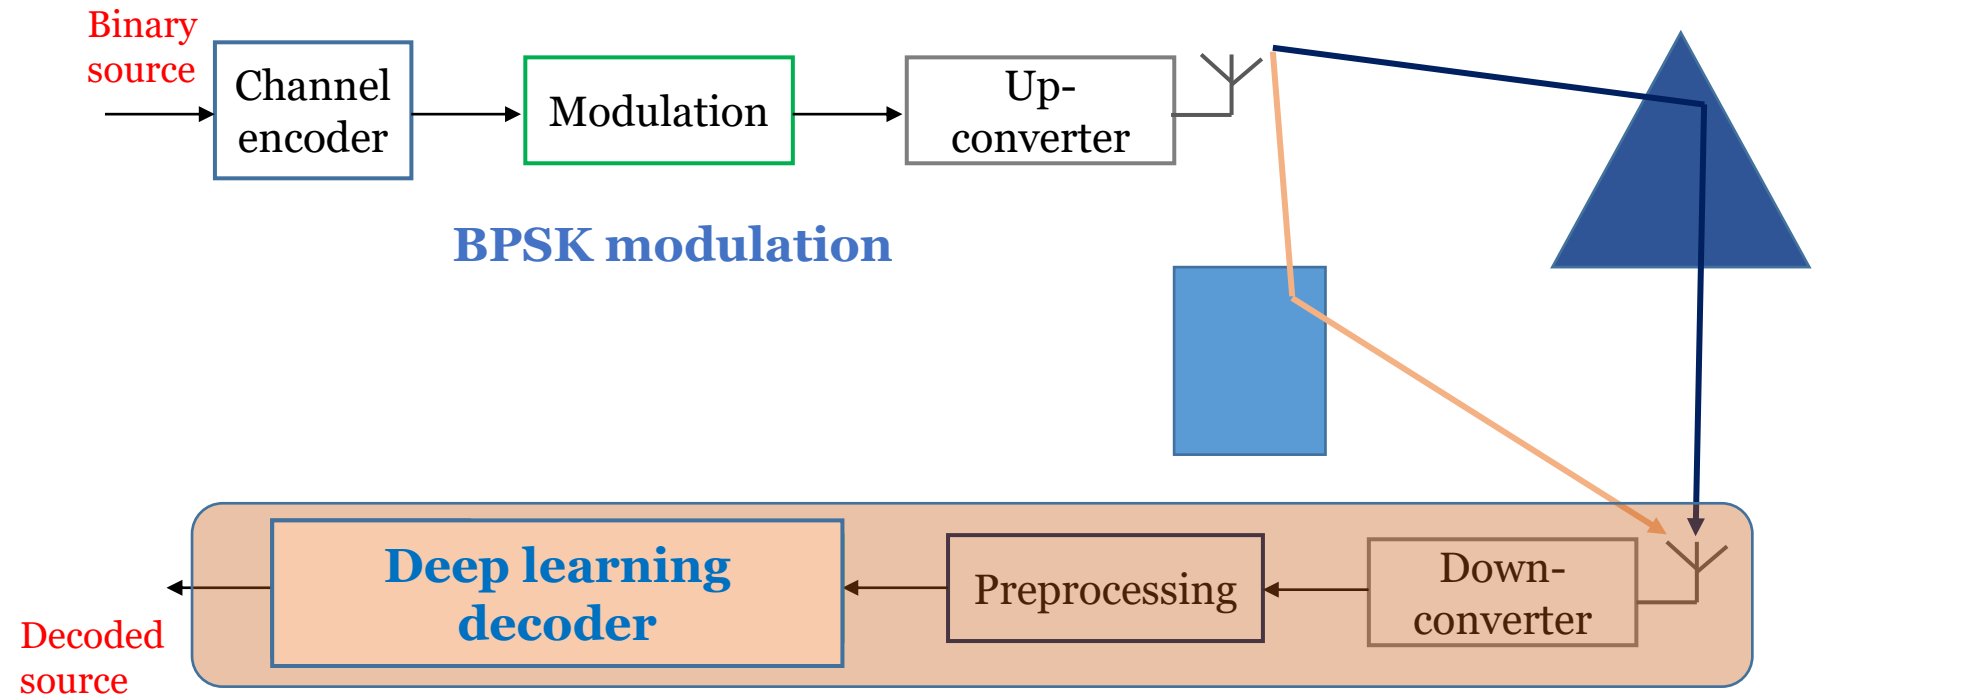 Binary
source
Channel
encoder
Modulation
Up-
converter
BPSK modulation
Deep learning
decoder
Preprocessing
Down-
converter
Decoded
source